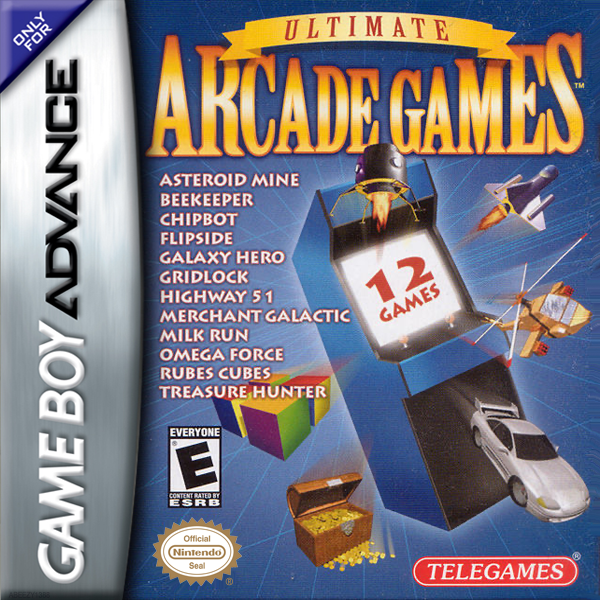 ONLY
FOR
GAME BOY ADVANCE
ULTIMATE
ARCADE GAMES™
ASTEROID MINE
BEEKEEPER
CHIPBOT
FLIPSIDE
GALAXY HERO
GRIDLOCK
HIGHWAY 51
MERCHANT GALACTIC
MILK RUN
OMEGA FORCE
RUBES CUBES
TREASURE HUNTER
12
GAMES
EVERYONE
E
CONTENT RATED BY
ESRB
Official
Nintendo
Seal
®
TELEGAMES®